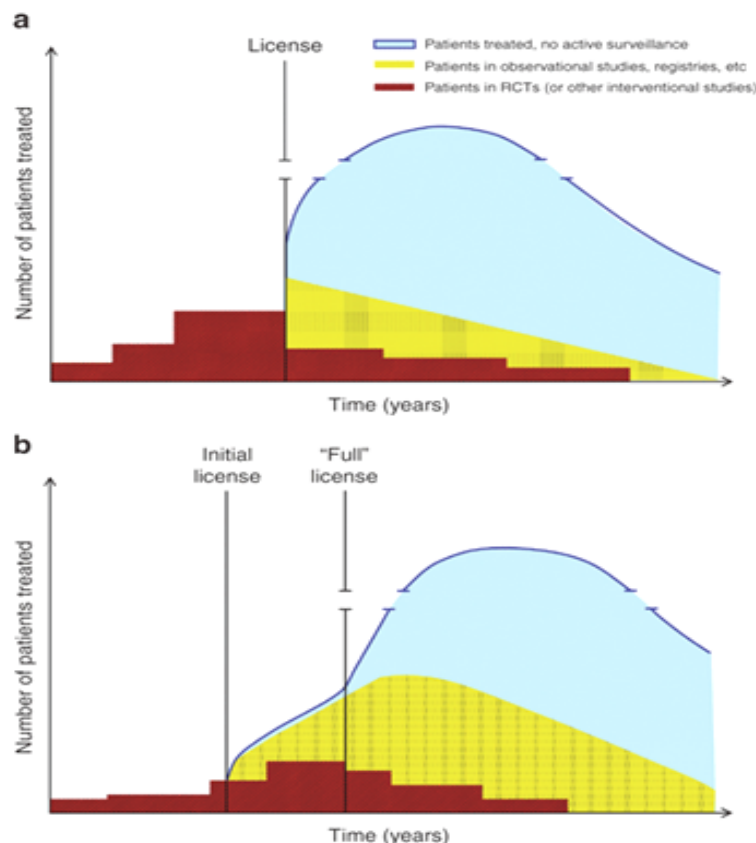 a
License
Patients treated, no active surveillance
Patients in observational studies, registries, etc
Patients in RCTs (or other interventional studies)
Number of patients treated
Time (years)
b
Initial
license
“Full”
license
Number of patients treated
Time (years)